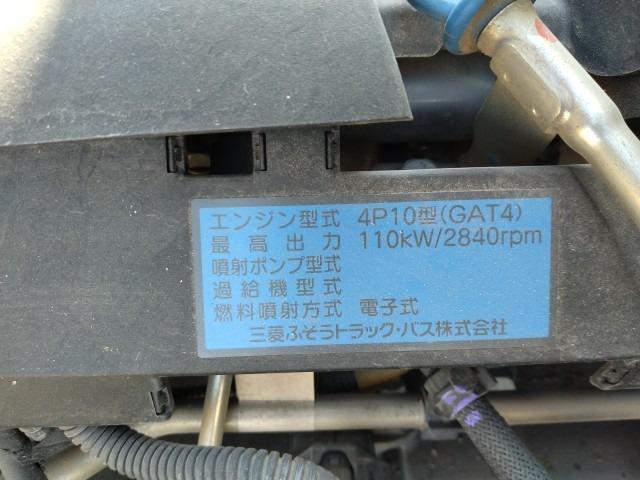 エンジン型式 4P10型(GAT4)
最高出力 110kW/2840rpm
噴射ポンプ型式
過給機型式
燃料噴射方式 電子式
三菱ふそうトラック・バス株式会社